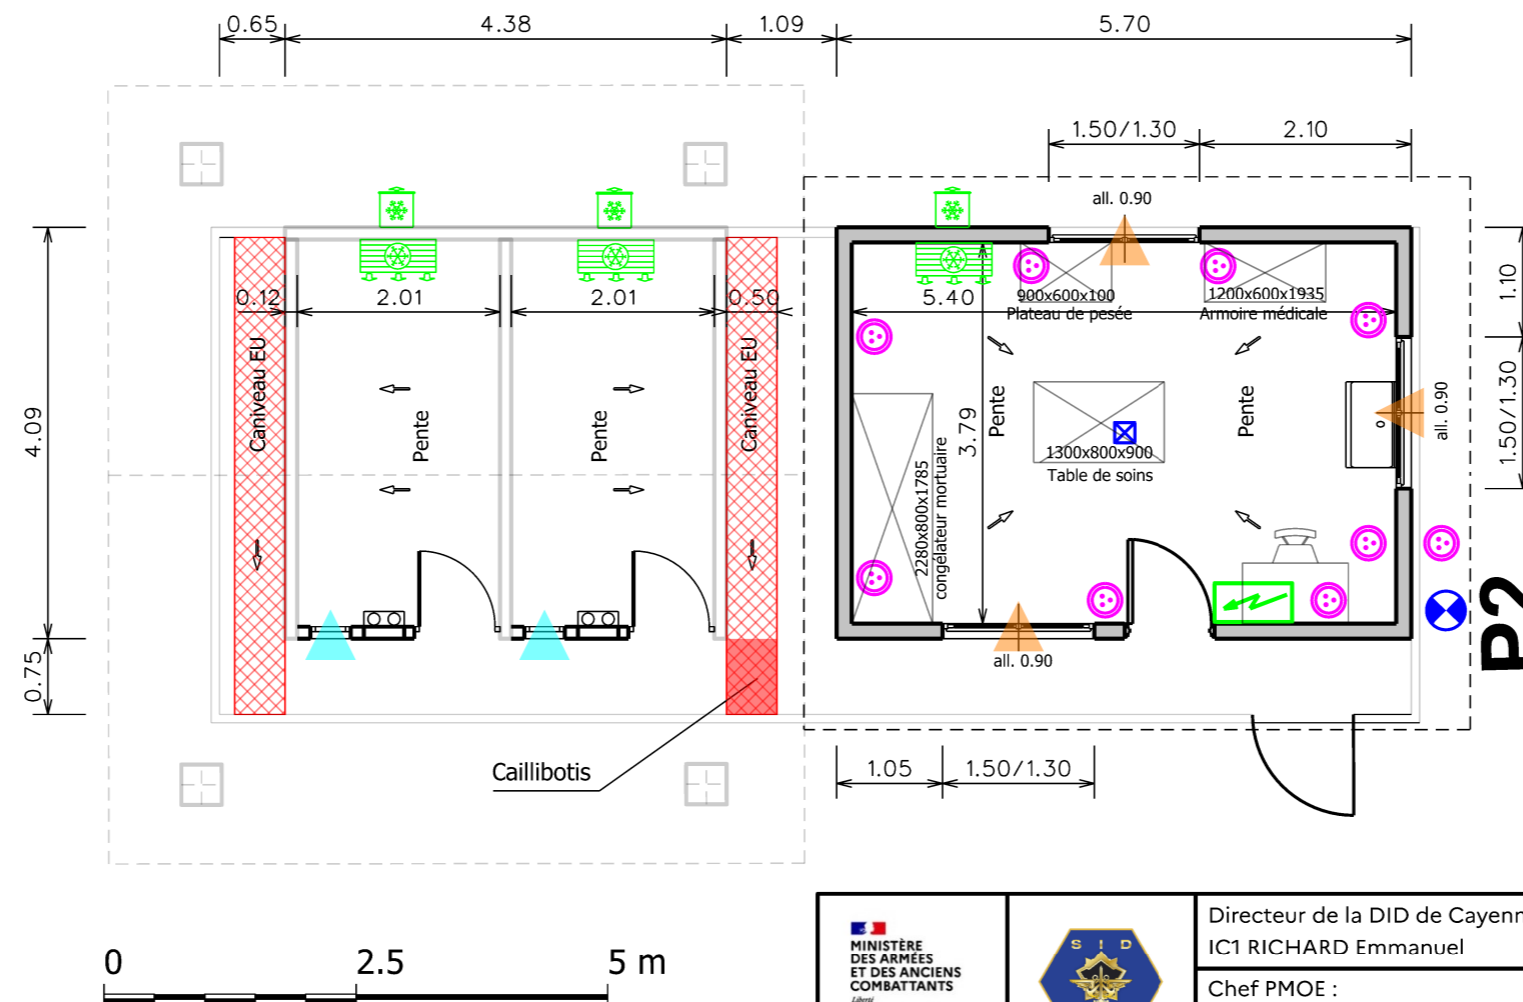 0.65
4.38
1.09
5.70
1.50/1.30
2.10
all. 0.90
0.12
2.01
2.01
0.50
5.40
900x600x100
Plateau de pesée
1200x600x1935
Armoire médicale
1.10
4.09
Caniveau EU
Pente
Pente
Caniveau EU
3.79
Pente
Pente
1300x800x900
Table de soins
2280x800x1785
congélateur mortuaire
all. 0.90
1.50/1.30
0.75
all. 0.90
P2
Caillibotis
1.05
1.50/1.30
0
2.5
5 m
MINISTÈRE
DES ARMÉES
ET DES ANCIENS
COMBATTANTS
Liberté
S I D
Directeur de la DID de Cayenn
IC1 RICHARD Emmanuel
Chef PMOE :